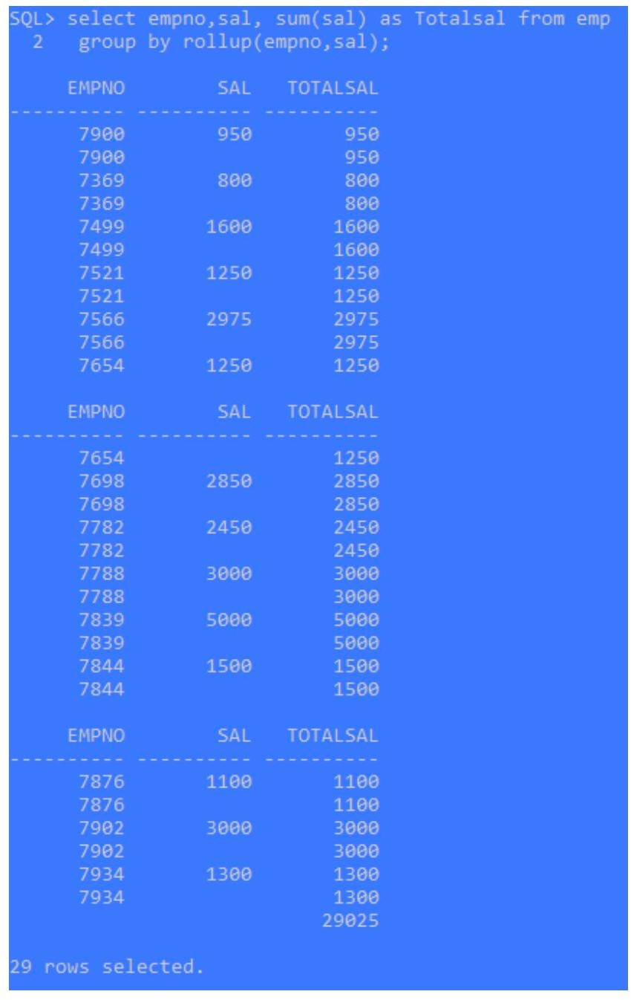 SQL> select empno,sal, sum(sal) as Totalsal from emp
  2   group by rollup(empno,sal);

     EMPNO        SAL   TOTALSAL
---------- ---------- ----------
      7900        950        950
      7900                   950
      7369        800        800
      7369                   800
      7499       1600       1600
      7499                  1600
      7521       1250       1250
      7521                  1250
      7566       2975       2975
      7566                  2975
      7654       1250       1250

     EMPNO        SAL   TOTALSAL
---------- ---------- ----------
      7654                  1250
      7698       2850       2850
      7698                  2850
      7782       2450       2450
      7782                  2450
      7788       3000       3000
      7788                  3000
      7839       5000       5000
      7839                  5000
      7844       1500       1500
      7844                  1500

     EMPNO        SAL   TOTALSAL
---------- ---------- ----------
      7876       1100       1100
      7876                  1100
      7902       3000       3000
      7902                  3000
      7934       1300       1300
      7934                  1300
                           29025

29 rows selected.